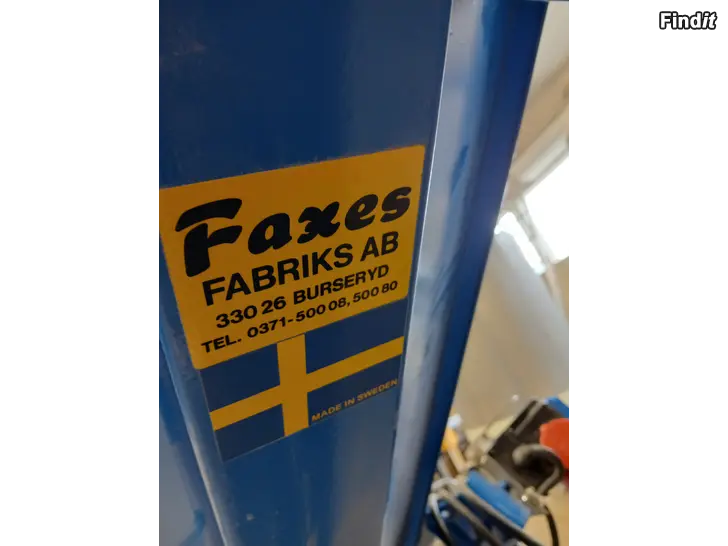 Findit
Faxes
FABRIKS AB
330 26 BURSERYD
TEL. 0371-500 08, 500 80
MADE IN SWEDEN